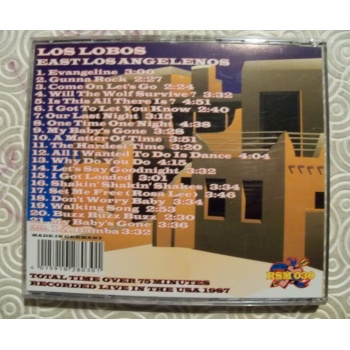 LOS LOBOS
EAST LOS ANGELENOS
1. Evangeline 3:00
2. Gunna Rock 2:27
3. Come On Let's Go 2:24
4. Will The Wolf Survive? 3:32
5. Is This All There Is? 4:51
6. I Got To Let You Know 2:40
7. Our Last Night 3:15
8. One Time One Night 4:38
9. My Baby's Gone 3:28
10. A Matter Of Time 3:51
11. The Hardest Time 3:20
12. All I Wanted To Do Is Dance 4:04
13. Why Do You Do 4:15
14. Let's Say Goodnight 3:32
15. I Got Loaded 3:01
16. Shakin' Shakin' Shakes 3:34
17. Set Me Free (Rosa Lee) 3:46
18. Don't Worry Baby 3:34
19. Walking Song 2:53
20. Buzz Buzz Buzz 2:30
21. My Baby's Gone 3:36
Bamba 3:32
MADE IN GERMANY
TOTAL TIME OVER 75 MINUTES
RECORDED LIVE IN THE USA 1987
RSM 030